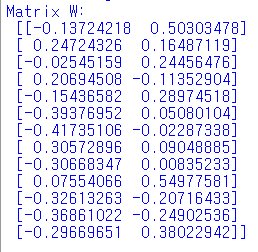 Matrix W:
[[-0.13724218  0.50303478]
[ 0.24724326  0.16487119]
[-0.02545159  0.24456476]
[ 0.20694508 -0.11352904]
[-0.15436582  0.28974518]
[-0.39376952  0.05080104]
[-0.41735106 -0.02287338]
[ 0.30572896  0.09048885]
[-0.30668347  0.00835233]
[ 0.07554066  0.54977581]
[-0.32613263 -0.20716433]
[-0.36861022 -0.24902536]
[-0.29669651  0.38022942]]